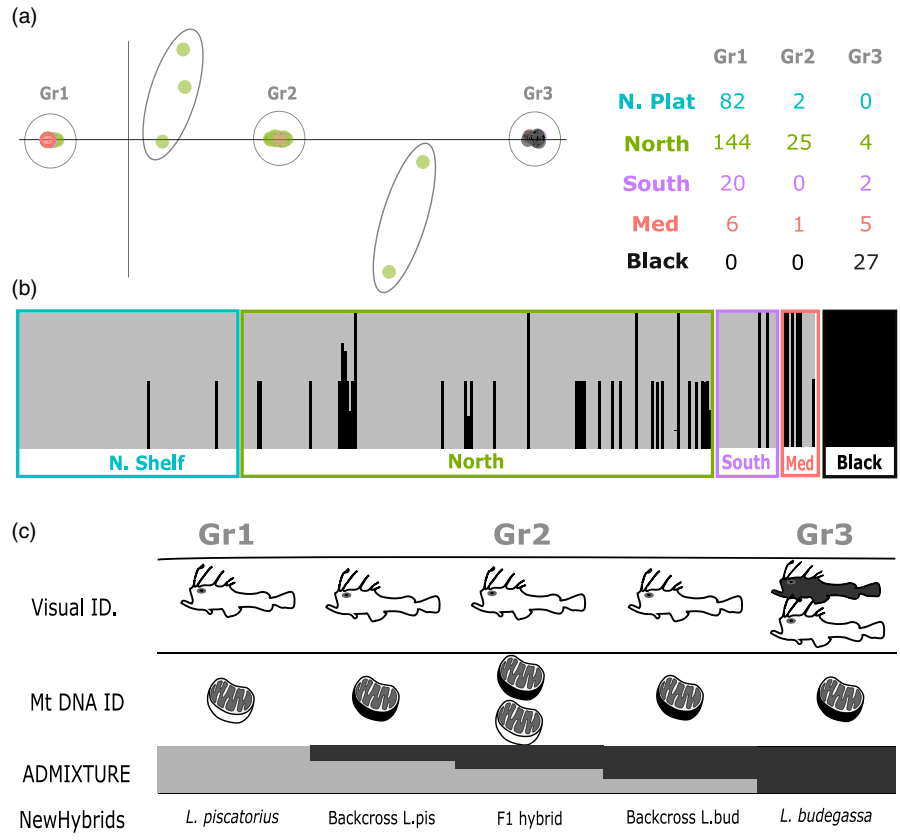 (a)
Gr1 Gr2 Gr3
Gr1 Gr2 Gr3
N. Plat 82 2 0
North 144 25 4
South 20 0 2
Med 6 1 5
Black 0 0 27
(b)
N. Shelf North South Med Black
(c)
Gr1 Gr2 Gr3
Visual ID.
Mt DNA ID
ADMIXTURE
NewHybrids L. piscatorius Backcross L.pis F1 hybrid Backcross L.bud L. budegassa